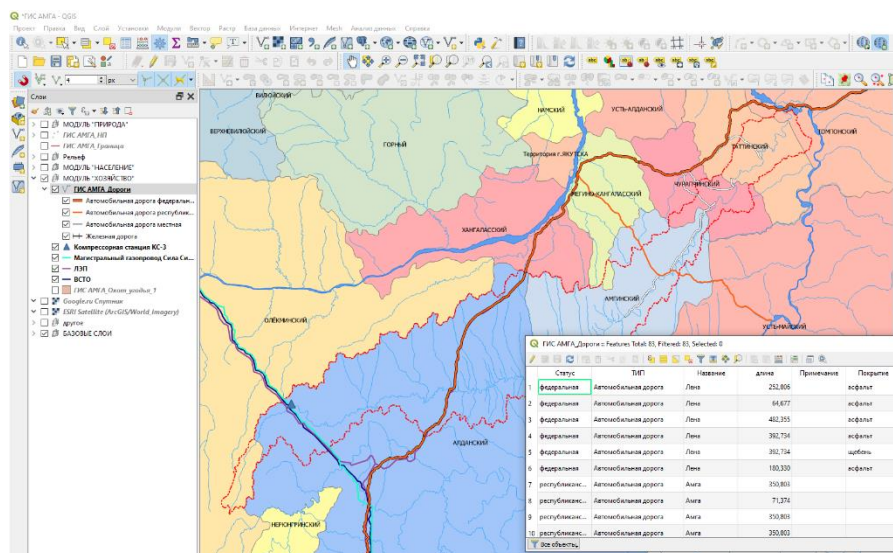 *ГИС АМГА - QGIS
Проект Правка Вид Слой Установки Модули Вектор Растр База данных Интернет Mesh Анализ данных Справка
4 px
Слои
МОДУЛЬ "ПРИРОДА"
ГИС АМГА_НП
ГИС АМГА_Граница
Рельеф
МОДУЛЬ "НАСЕЛЕНИЕ"
МОДУЛЬ "ХОЗЯЙСТВО"
ГИС АМГА_Дороги
Автомобильная дорога федеральн...
Автомобильная дорога республик...
Автомобильная дорога местная
Железная дорога
Компрессорная станция КС-3
Магистральный газопровод Сила Си...
ЛЭП
ВСТО
Google.ru Спутник
ESRI Satellite (ArcGIS/World_Imagery)
другое
БАЗОВЫЕ СЛОИ
ВЕРХНЕВИЛЮЙСКИЙ
ГОРНЫЙ
НАМСКИЙ
УСТЬ-АЛДАНСКИЙ
ТОМПОНСКИЙ
ТАТТИНСКИЙ
Территория г.ЯКУТСКА
ЧУРАПЧИНСКИЙ
МЕГИНО-КАНГАЛАССКИЙ
ХАНГАЛАССКИЙ
АМГИНСКИЙ
ОЛЁКМИНСКИЙ
УСТЬ-МАЙСКИЙ
АЛДАНСКИЙ
НЕРЮНГРИНСКИЙ
ГИС АМГА_Дороги :: Features Total: 83, Filtered: 83, Selected: 0
Статус ТИП Название длина Примечания Покрытие
1 федеральная Автомобильная дорога Лена 252,806 асфальт
2 федеральная Автомобильная дорога Лена 64,677 асфальт
3 федеральная Автомобильная дорога Лена 482,355 асфальт
4 федеральная Автомобильная дорога Лена 392,734 асфальт
5 федеральная Автомобильная дорога Лена 392,734 щебень
6 федеральная Автомобильная дорога Лена 180,330 асфальт
7 республиканс... Автомобильная дорога Амга 350,803
8 республиканс... Автомобильная дорога Амга 71,374
9 республиканс... Автомобильная дорога Амга 350,803
10 республиканс... Автомобильная дорога Амга 350,803
Все объекты